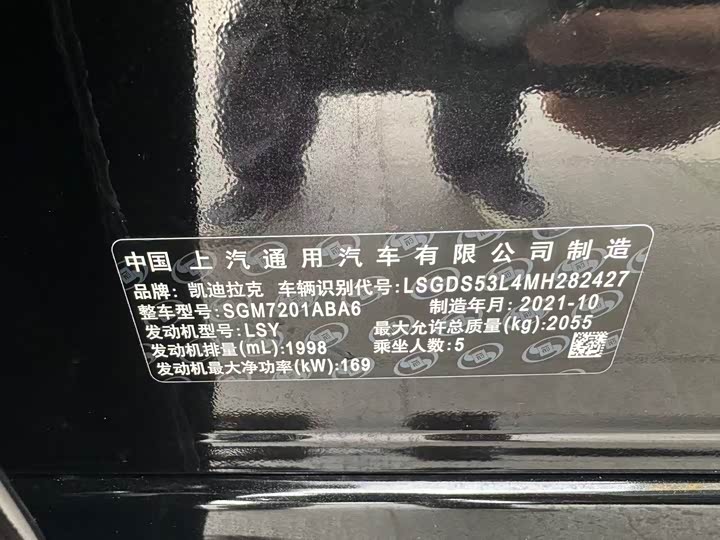 中国 上汽通用汽车有限公司制造
品牌: 凯迪拉克 车辆识别代号:LSGDS53L4MH282427
整车型号:SGM7201ABA6 制造年月:2021-10
发动机型号:LSY 最大允许总质量(kg):2055
发动机排量(mL):1998 乘坐人数:5
发动机最大净功率(kW):169